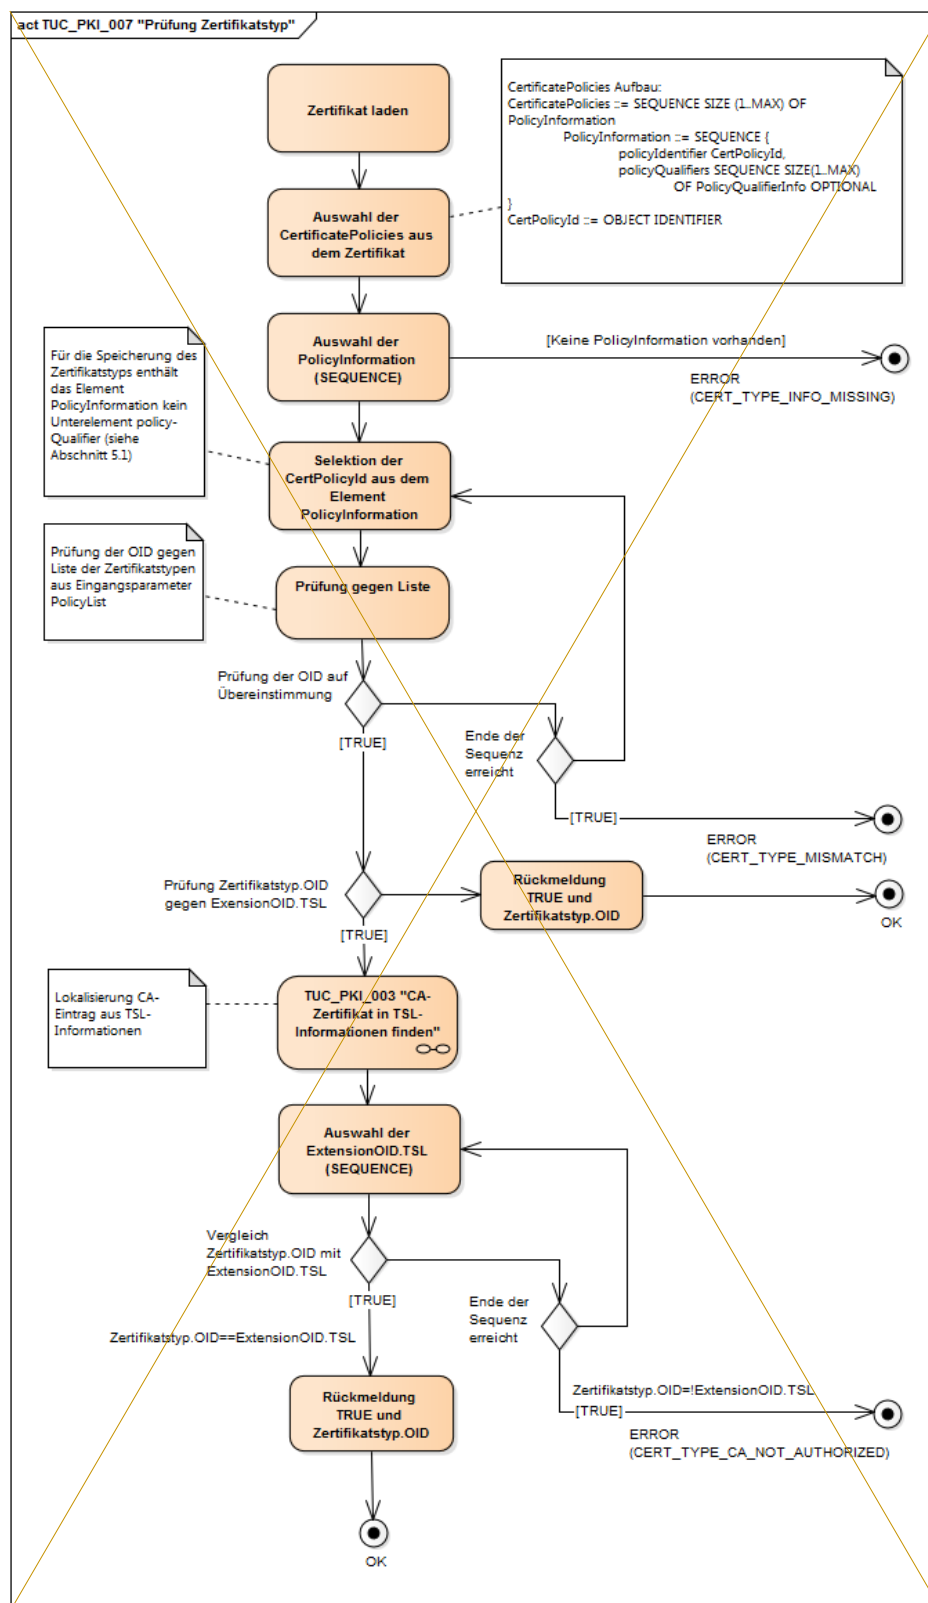 act TUC_PKI_007 "Prüfung Zertifikatstyp"
Zertifikat laden
CertificatePolicies Aufbau:
CertificatePolicies ::= SEQUENCE SIZE (1..MAX) OF
PolicyInformation
PolicyInformation ::= SEQUENCE {
policyIdentifier CertPolicyId,
policyQualifiers SEQUENCE SIZE(1..MAX)
OF PolicyQualifierInfo OPTIONAL
}
CertPolicyId ::= OBJECT IDENTIFIER
Auswahl der
CertificatePolicies aus
dem Zertifikat
Auswahl der
PolicyInformation
(SEQUENCE)
[Keine PolicyInformation vorhanden]
ERROR
(CERT_TYPE_INFO_MISSING)
Für die Speicherung des
Zertifikatstyps enthält
das Element
PolicyInformation kein
Unterelement policy-
Qualifier (siehe
Abschnitt 5.1)
Selektion der
CertPolicyId aus dem
Element
PolicyInformation
Prüfung der OID gegen
Liste der Zertifikatstypen
aus Eingangsparameter
PolicyList
Prüfung gegen Liste
Prüfung der OID auf
Übereinstimmung
[TRUE]
Ende der
Sequenz
erreicht
[TRUE]
ERROR
(CERT_TYPE_MISMATCH)
Prüfung Zertifikatstyp.OID
gegen ExensionOID.TSL
[TRUE]
Rückmeldung
TRUE und
Zertifikatstyp.OID
OK
Lokalisierung CA-
Eintrag aus TSL-
Informationen
TUC_PKI_003 "CA-
Zertifikat in TSL-
Informationen finden"
Auswahl der
ExtensionOID.TSL
(SEQUENCE)
Vergleich
Zertifikatstyp.OID mit
ExtensionOID.TSL
[TRUE]
Ende der
Sequenz
erreicht
Zertifikatstyp.OID==ExtensionOID.TSL
Zertifikatstyp.OID=!ExtensionOID.TSL
[TRUE]
ERROR
(CERT_TYPE_CA_NOT_AUTHORIZED)
Rückmeldung
TRUE und
Zertifikatstyp.OID
OK